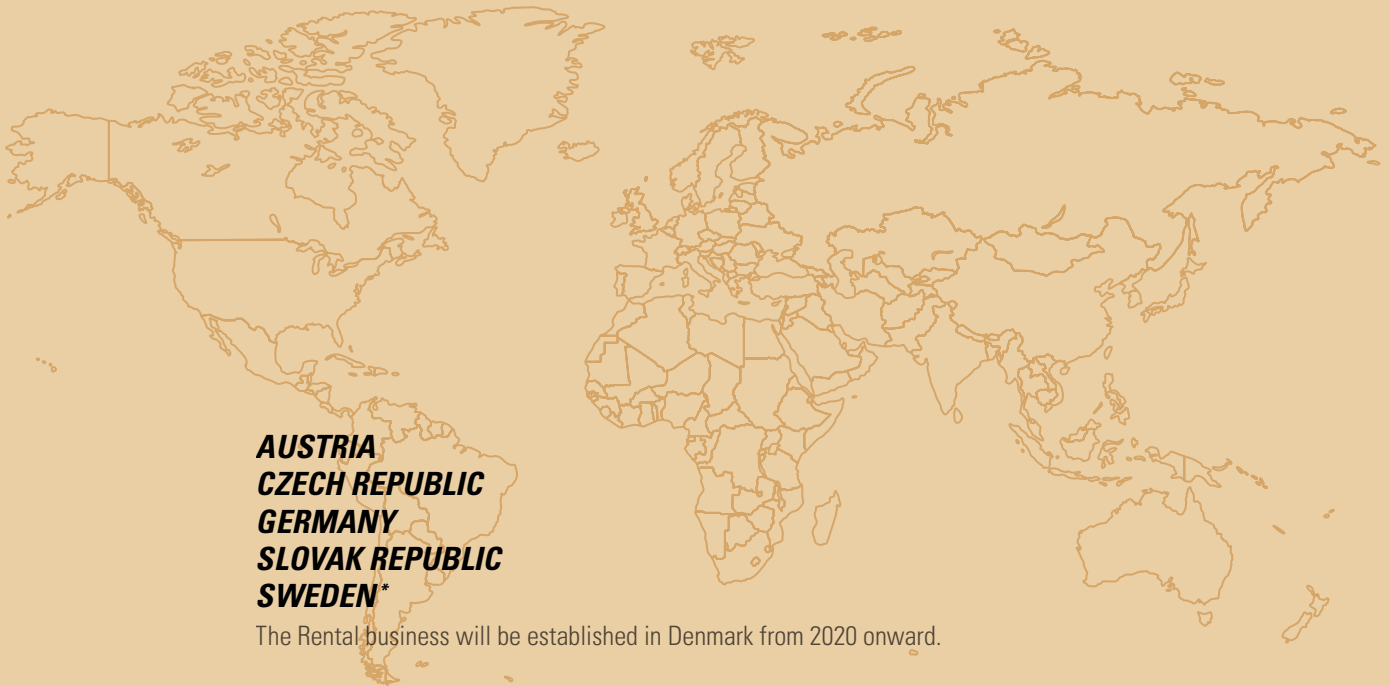 AUSTRIA
CZECH REPUBLIC
GERMANY
SLOVAK REPUBLIC
SWEDEN*
The Rental business will be established in Denmark from 2020 onward.